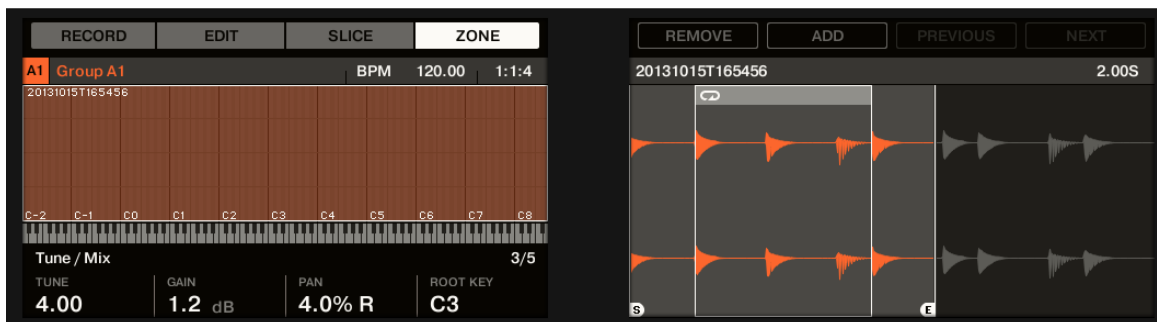 RECORD EDIT SLICE ZONE
A1 Group A1 BPM 120.00 1:1:4
20131015T165456
C-2 C-1 C0 C1 C2 C3 C4 C5 C6 C7 C8
Tune / Mix 3/5
TUNE GAIN PAN ROOT KEY
4.00 1.2 dB 4.0% R C3
REMOVE ADD PREVIOUS NEXT
20131015T165456 2.00S
S E